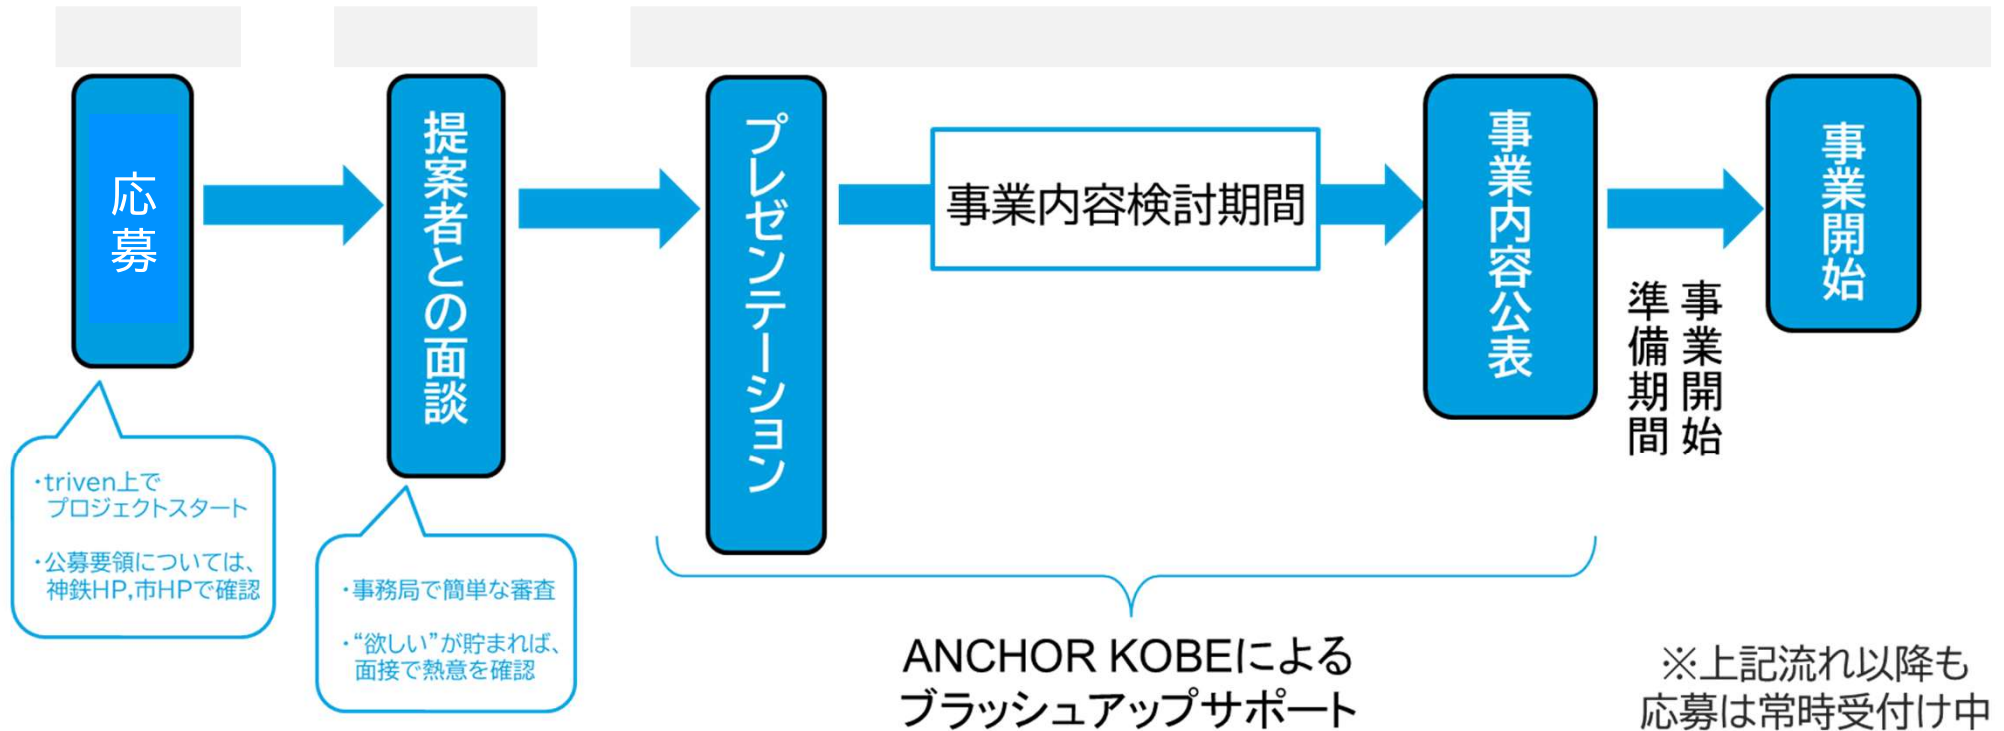 応募
提案者との面談
プレゼンテーション
事業内容検討期間
事業内容公表
事業開始
準備期間
事業開始
・triven上で
プロジェクトスタート
・公募要領については、
神鉄HP,市HPで確認
・事務局で簡単な審査
・“欲しい”が貯まれば、
面接で熱意を確認
ANCHOR KOBEによる
ブラッシュアップサポート
※上記流れ以降も
応募は常時受付け中